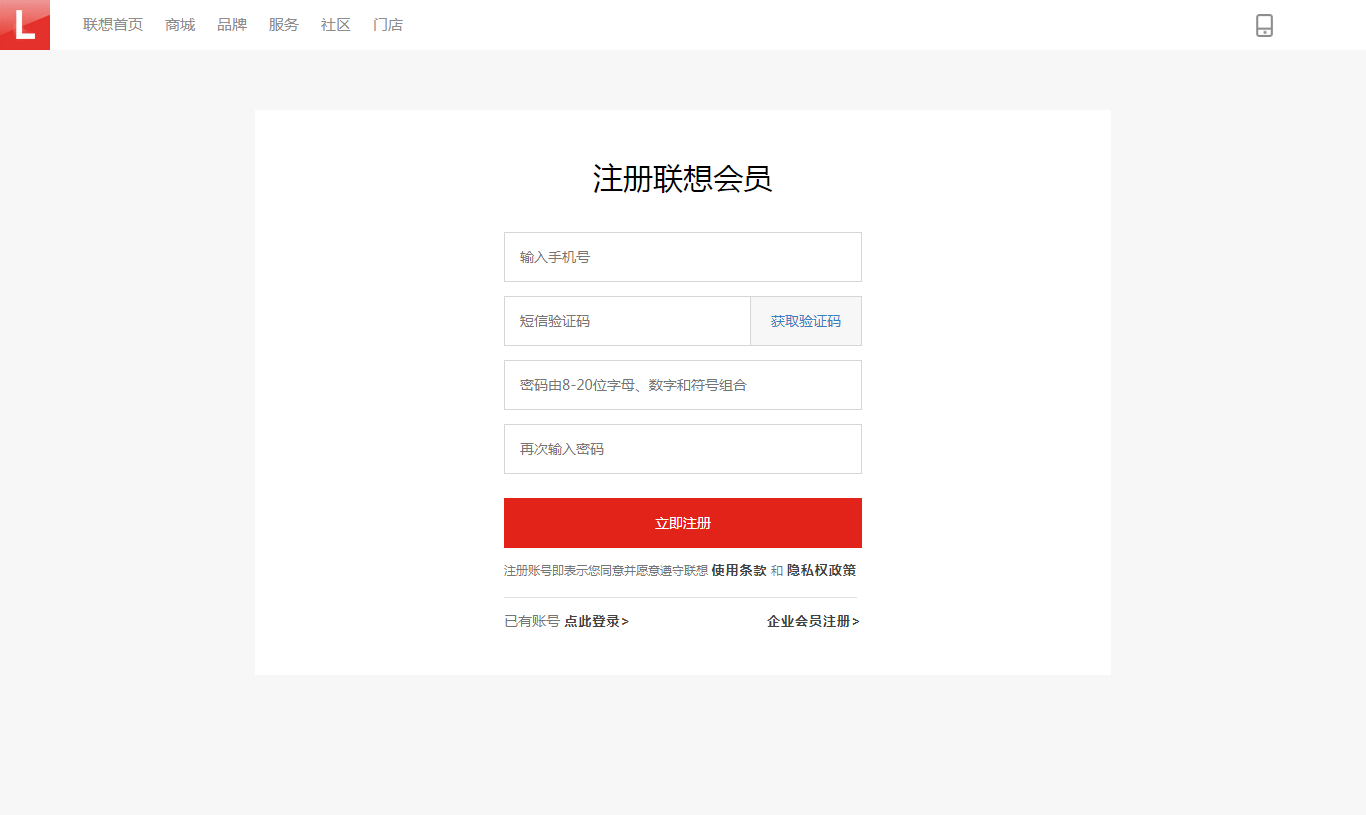 L 联想首页 商城 品牌 服务 社区 门店
注册联想会员
输入手机号
短信验证码 获取验证码
密码由8-20位字母、数字和符号组合
再次输入密码
立即注册
注册账号即表示您同意并愿意遵守联想 使用条款 和 隐私权政策
已有账号 点此登录> 企业会员注册>